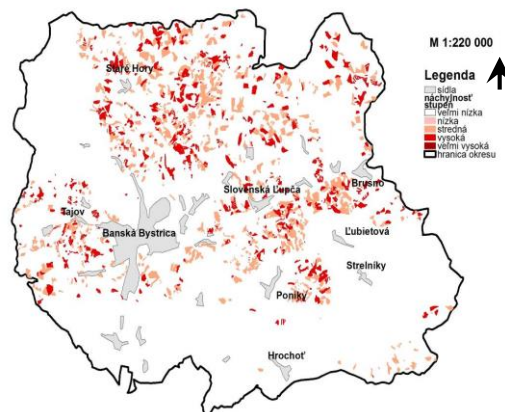 M 1:220 000
Legenda
sídla
náchylnosť
stupeň
veľmi nízka
nízka
stredná
vysoká
veľmi vysoká
hranica okresu
Staré Hory
Slovenská Ľupča
Brusno
Tajov
Banská Bystrica
Ľubietová
Strelníky
Poniky
Hrochoť